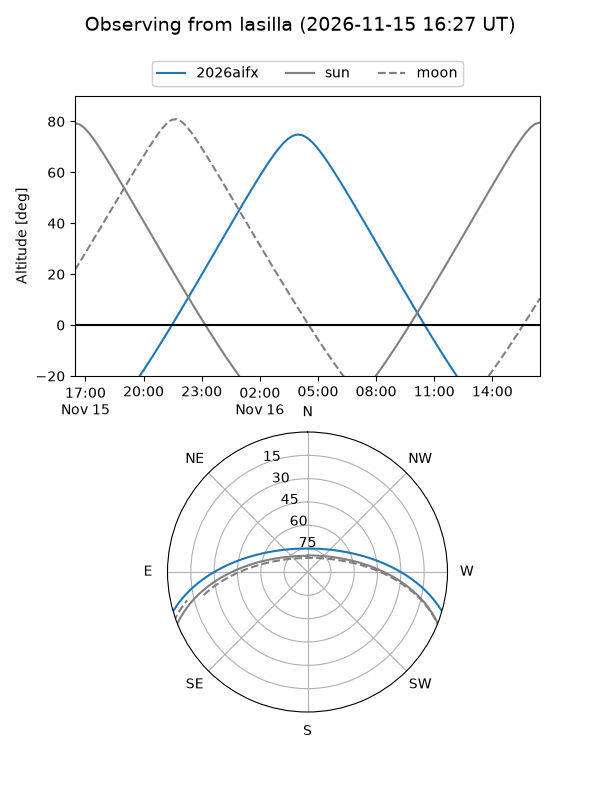 Observing from lasilla (2026-11-15 16:27 UT)
2026aifx sun moon
Altitude [deg]
80
60
40
20
0
−20
17:00 20:00 23:00 02:00 05:00 08:00 11:00 14:00
Nov 15 Nov 16
N
NE NW
15
30
45
60
75
E W
SE SW
S